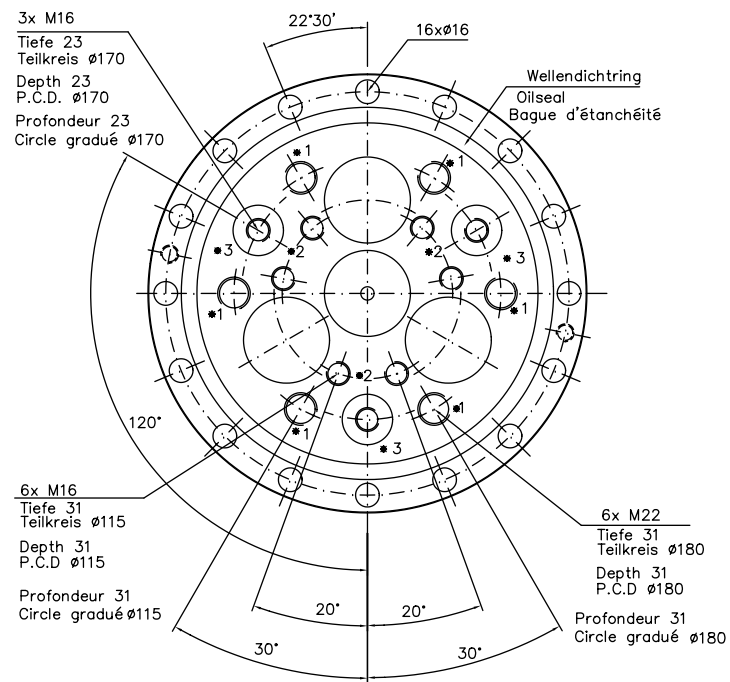 3x M16
Tiefe 23
Teilkreis Ø170
Depth 23
P.C.D. Ø170
Profondeur 23
Circle gradué Ø170
22°30'
16xØ16
Wellendichtring
Oilseal
Bague d'étanchéité
*1
*1
*3
*2
*2
*3
*1
*1
*2
*1
*1
*3
120°
6x M16
Tiefe 31
Teilkreis Ø115
Depth 31
P.C.D Ø115
Profondeur 31
Circle gradué Ø115
20°
20°
30°
30°
6x M22
Tiefe 31
Teilkreis Ø180
Depth 31
P.C.D Ø180
Profondeur 31
Circle gradué Ø180